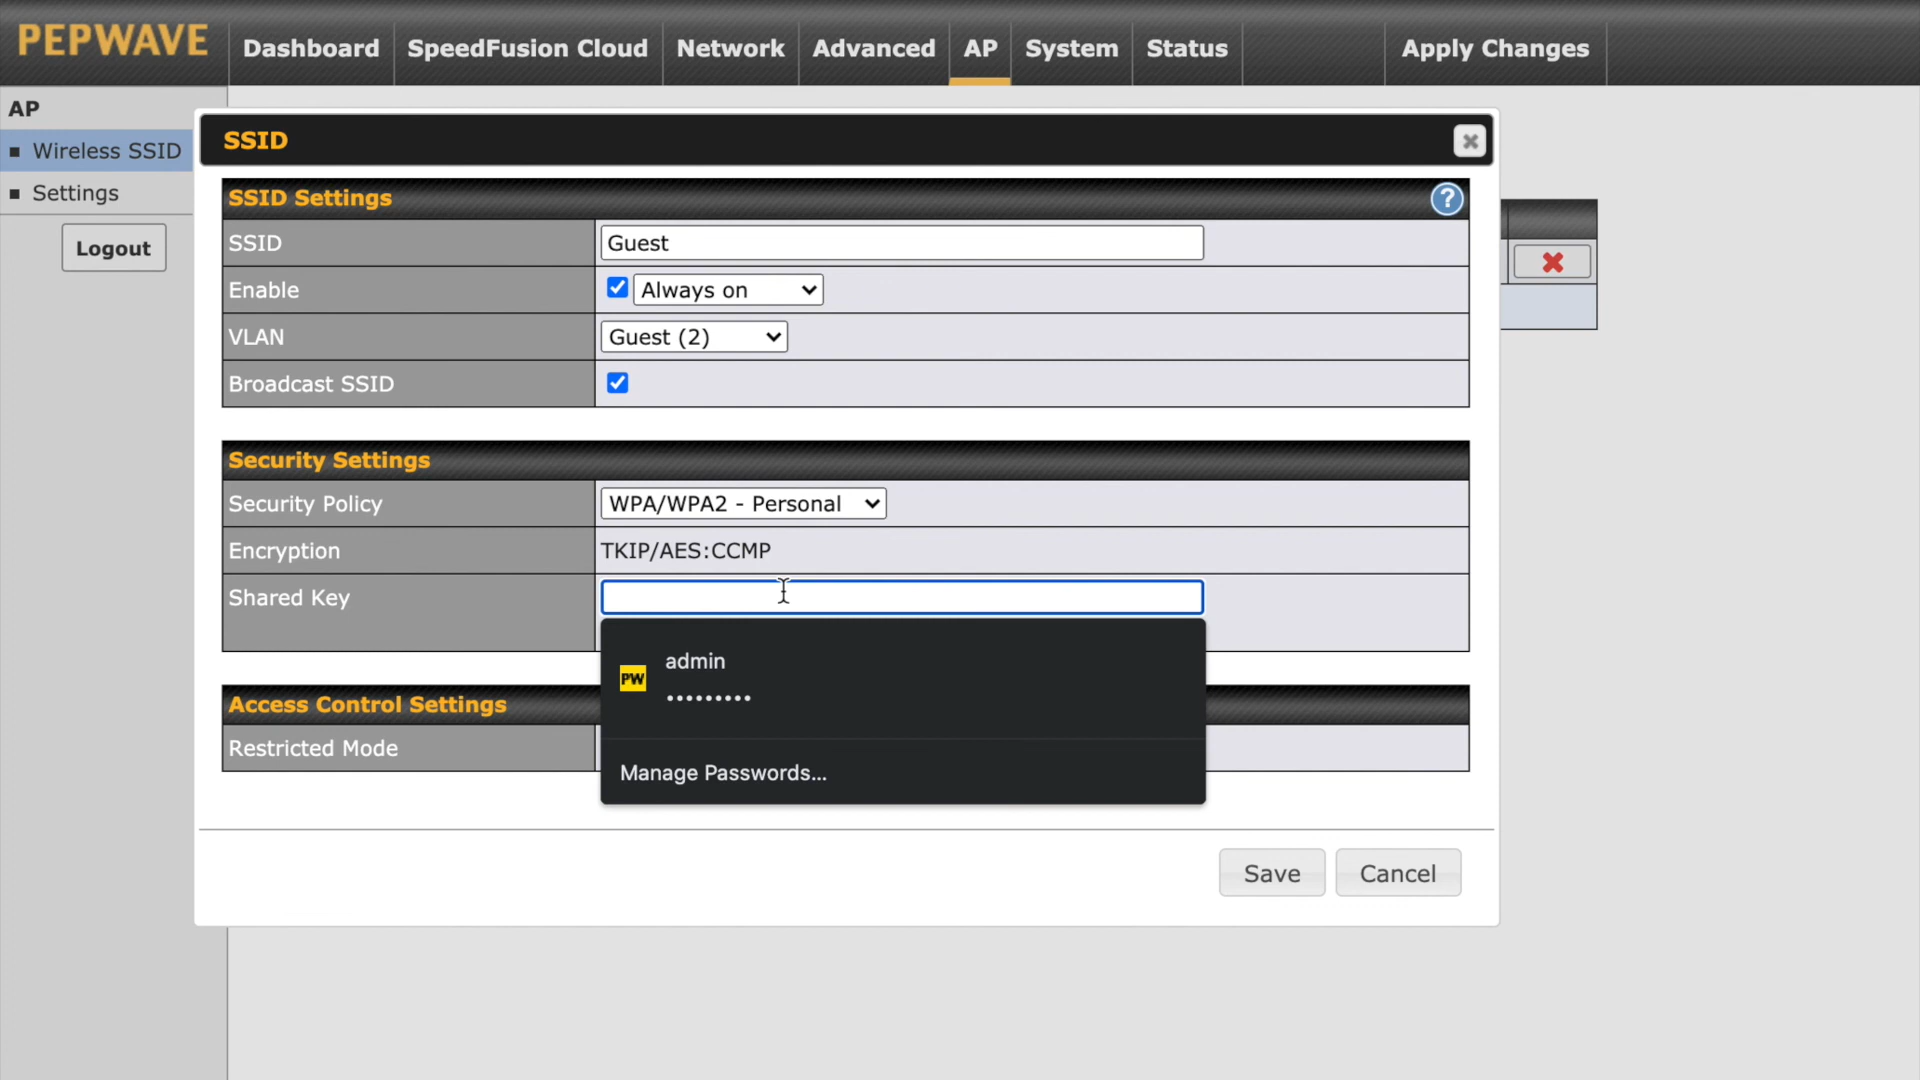 PEPWAVE
Dashboard SpeedFusion Cloud Network Advanced AP System Status Apply Changes
AP
Wireless SSID
Settings
Logout
SSID
SSID Settings
SSID Guest
Enable Always on
VLAN Guest (2)
Broadcast SSID
Security Settings
Security Policy WPA/WPA2 - Personal
Encryption TKIP/AES:CCMP
Shared Key
PW admin
•••••••••
Manage Passwords...
Access Control Settings
Restricted Mode
Save Cancel